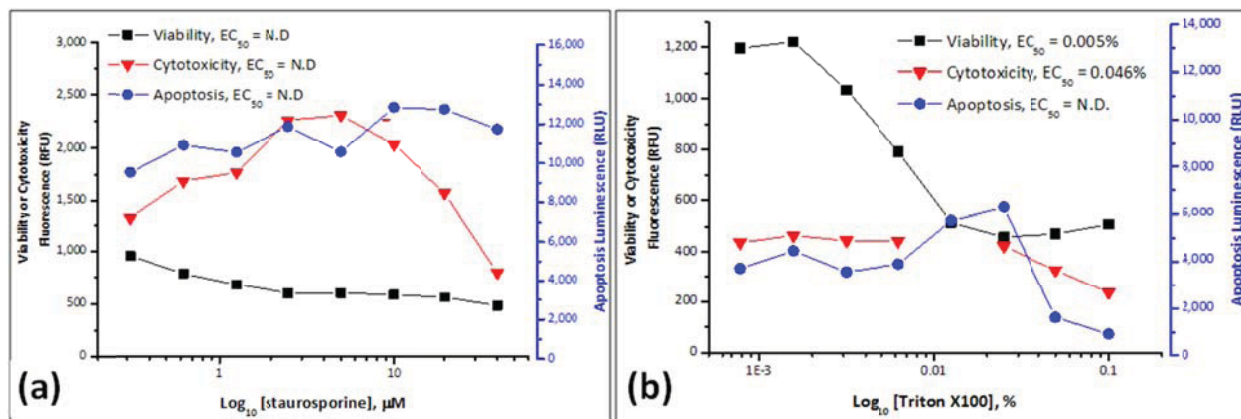 Viability, EC50 = N.D
Cytotoxicity, EC50 = N.D
Apoptosis, EC50 = N.D
3,000
2,500
2,000
1,500
1,000
500
0
Viability or Cytotoxicity
Fluorescence (RFU)
16,000
14,000
12,000
10,000
8,000
6,000
4,000
2,000
0
Apoptosis Luminescence (RLU)
1
10
Log10 [staurosporine], µM
(a)
Viability, EC50 = 0.005%
Cytotoxicity, EC50 = 0.046%
Apoptosis, EC50 = N.D.
1,200
1,000
800
600
400
200
0
Viability or Cytotoxicity
Fluorescence (RFU)
14,000
12,000
10,000
8,000
6,000
4,000
2,000
0
Apoptosis Luminescence (RLU)
1E-3
0.01
0.1
Log10 [Triton X100], %
(b)